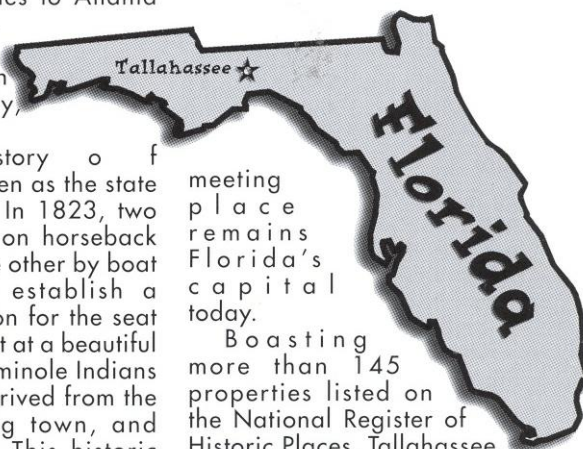 to Atlanta
Tallahassee
Florida
story o f
en as the state
In 1823, two
on horseback
e other by boat
establish a
on for the seat
t at a beautiful
minole Indians
rived from the
g town, and
This historic
meeting
place
remains
Florida's
capital
today.
Boasting
more than 145
properties listed on
the National Register of
Historic Places, Tallahassee